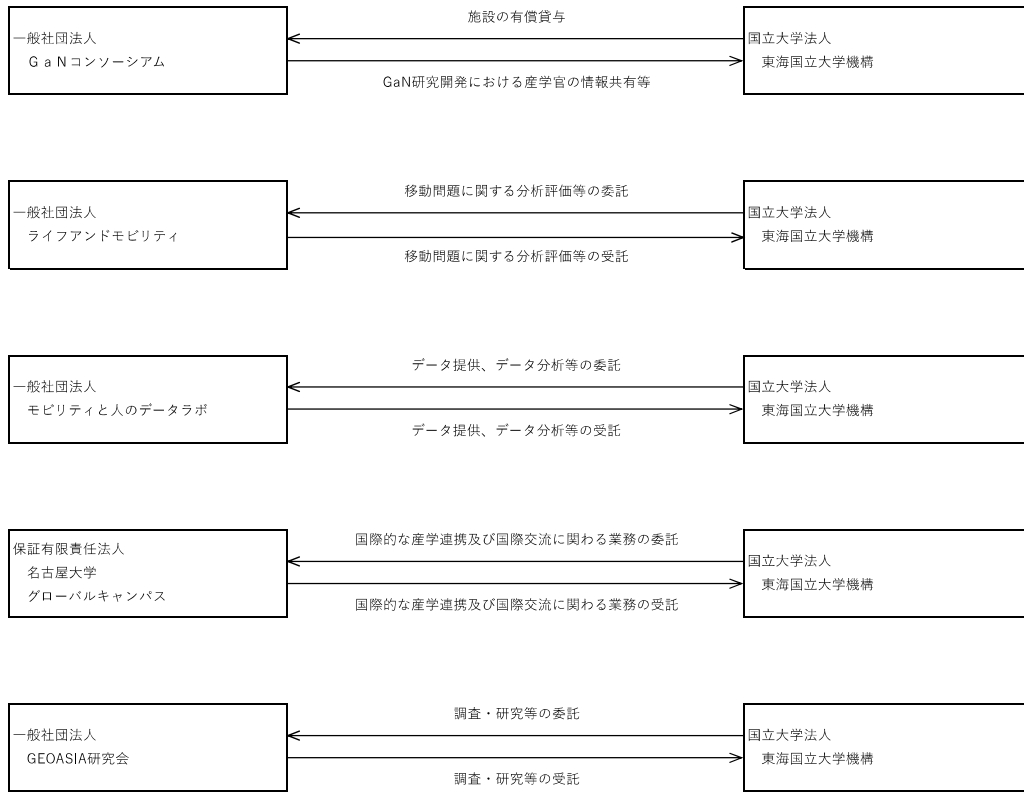 施設の有償貸与
一般社団法人
ＧａＮコンソーシアム
国立大学法人
東海国立大学機構
GaN研究開発における産学官の情報共有等
移動問題に関する分析評価等の委託
一般社団法人
ライフアンドモビリティ
国立大学法人
東海国立大学機構
移動問題に関する分析評価等の受託
データ提供、データ分析等の委託
一般社団法人
モビリティと人のデータラボ
国立大学法人
東海国立大学機構
データ提供、データ分析等の受託
国際的な産学連携及び国際交流に関わる業務の委託
保証有限責任法人
名古屋大学
グローバルキャンパス
国立大学法人
東海国立大学機構
国際的な産学連携及び国際交流に関わる業務の受託
調査・研究等の委託
一般社団法人
GEOASIA研究会
国立大学法人
東海国立大学機構
調査・研究等の受託